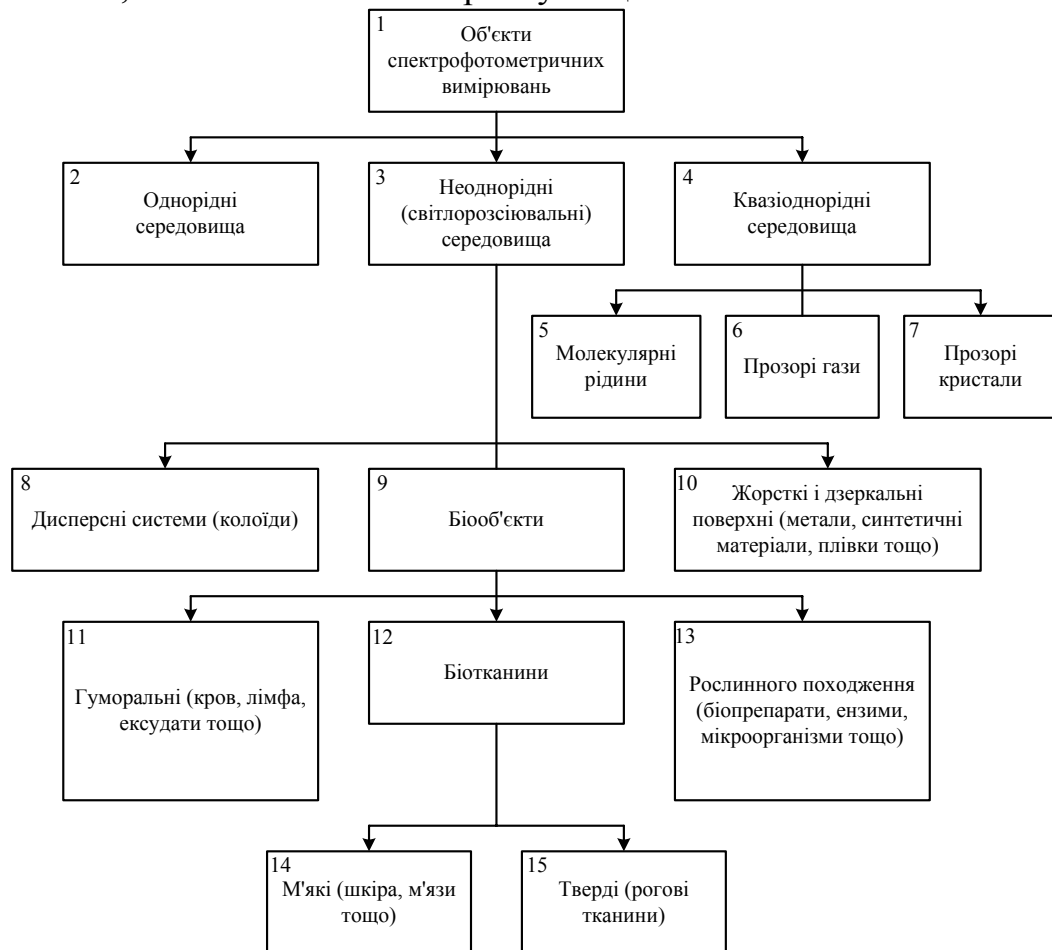 1
Об'єкти
спектрофотометричних
вимірювань
2
Однорідні
середовища
3
Неоднорідні
(світлорозсіювальні)
середовища
4
Квазіоднорідні
середовища
5
Молекулярні
рідини
6
Прозорі гази
7
Прозорі
кристали
8
Дисперсні системи (колоїди)
9
Біооб'єкти
10
Жорсткі і дзеркальні
поверхні (метали, синтетичні
матеріали, плівки тощо)
11
Гуморальні (кров, лімфа,
ексудати тощо)
12
Біотканини
13
Рослинного походження
(біопрепарати, ензими,
мікроорганізми тощо)
14
М'які (шкіра, м'язи
тощо)
15
Тверді (рогові
тканини)